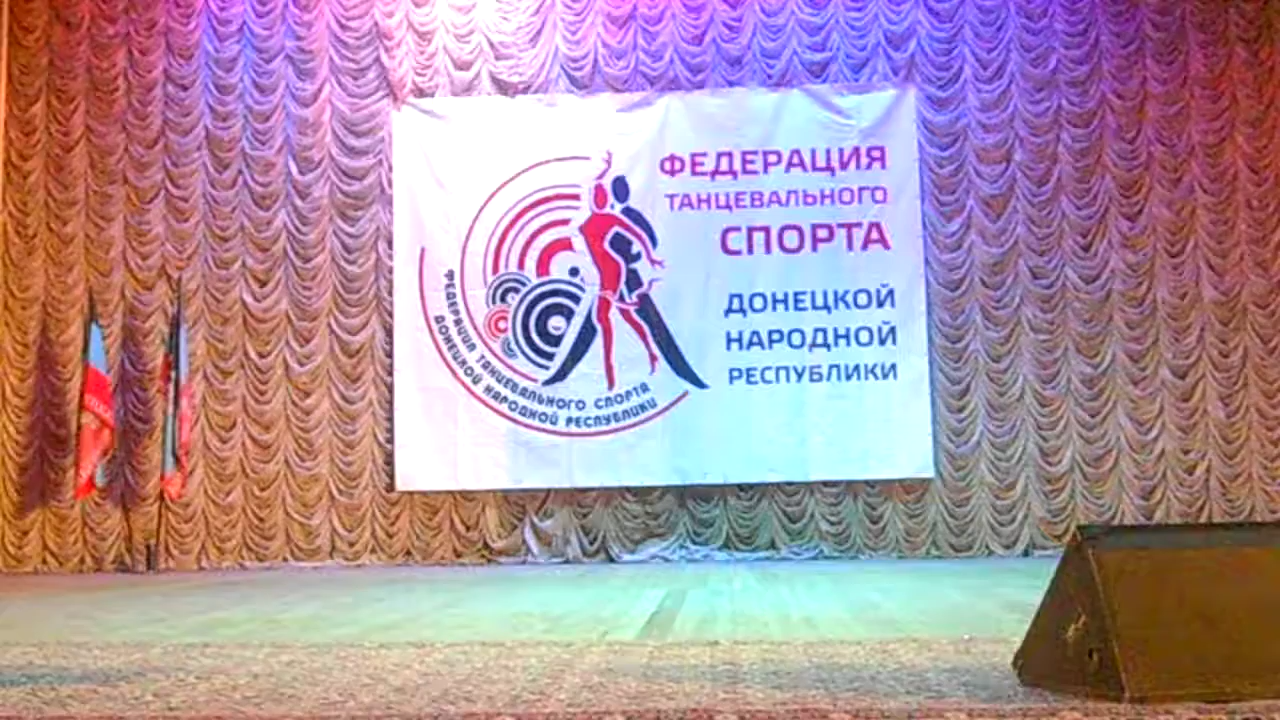 ФЕДЕРАЦИЯ
ТАНЦЕВАЛЬНОГО
СПОРТА
ДОНЕЦКОЙ
НАРОДНОЙ
РЕСПУБЛИКИ
ФЕДЕРАЦИЯ ТАНЦЕВАЛЬНОГО СПОРТА
ДОНЕЦКОЙ НАРОДНОЙ РЕСПУБЛИКИ